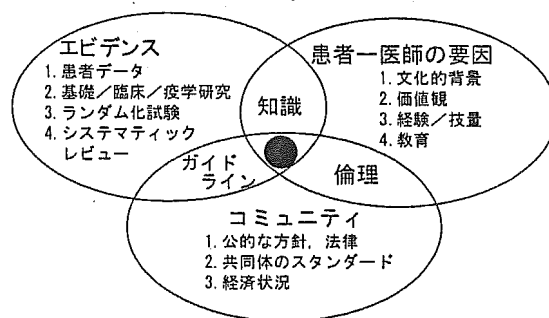 エビデンス
1. 患者データ
2. 基礎／臨床／疫学研究
3. ランダム化試験
4. システマティック
レビュー
患者ー医師の要因
1. 文化的背景
2. 価値観
3. 経験／技量
4. 教育
知識
ガイド
ライン
倫理
コミュニティ
1. 公的な方針，法律
2. 共同体のスタンダード
3. 経済状況